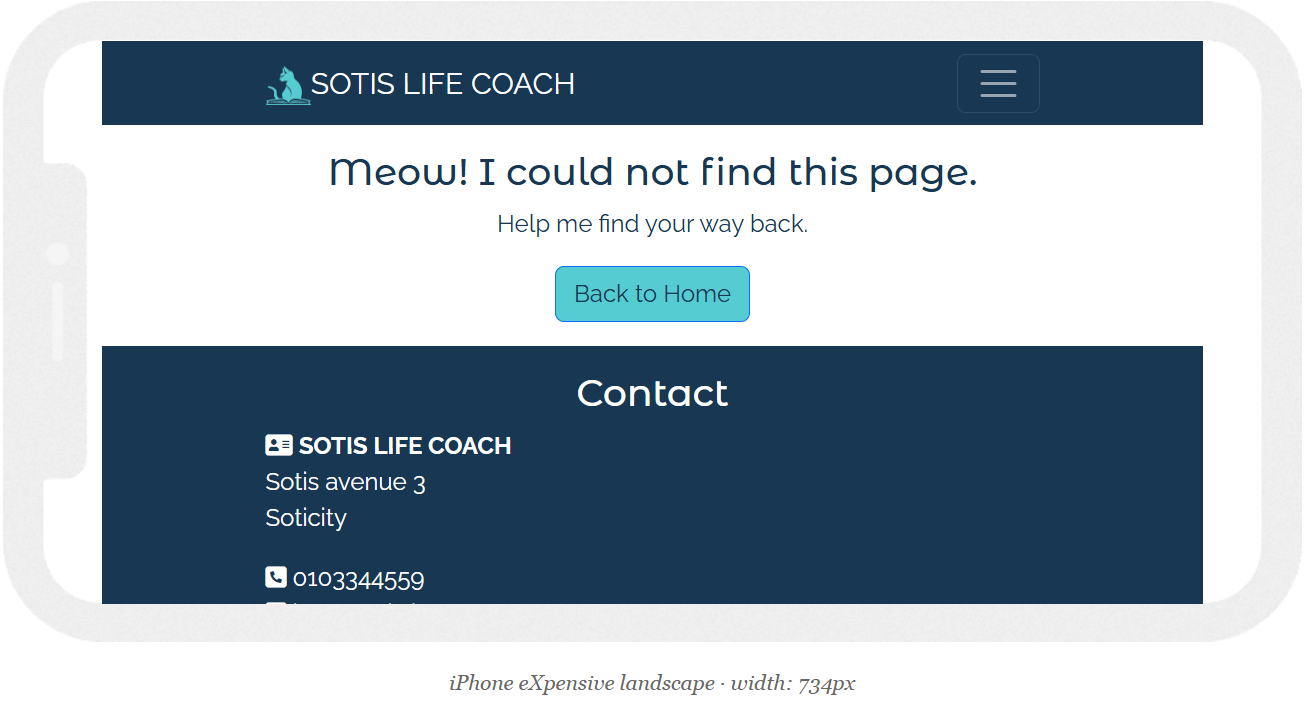 SOTIS LIFE COACH
Meow! I could not find this page.
Help me find your way back.
Back to Home
Contact
SOTIS LIFE COACH
Sotis avenue 3
Soticity
0103344559
iPhone eXpensive landscape · width: 734px